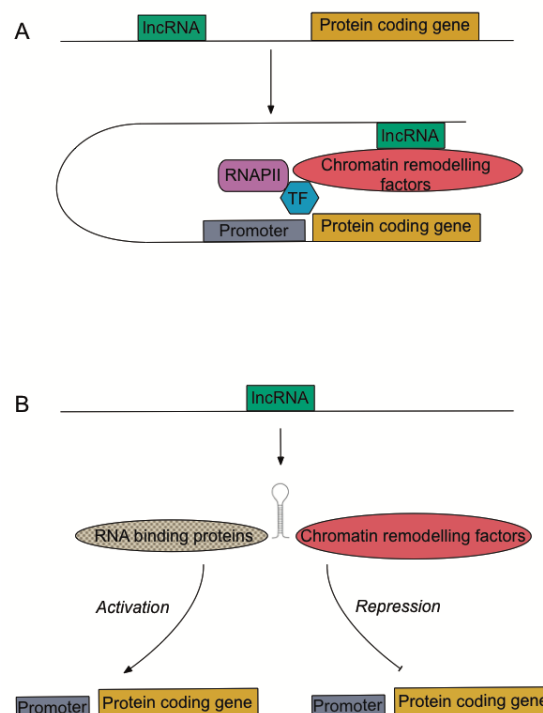 A
lncRNA
Protein coding gene
lncRNA
RNAPII
Chromatin remodelling
factors
TF
Promoter
Protein coding gene
B
lncRNA
RNA binding proteins
Chromatin remodelling factors
Activation
Repression
Promoter
Protein coding gene
Promoter
Protein coding gene